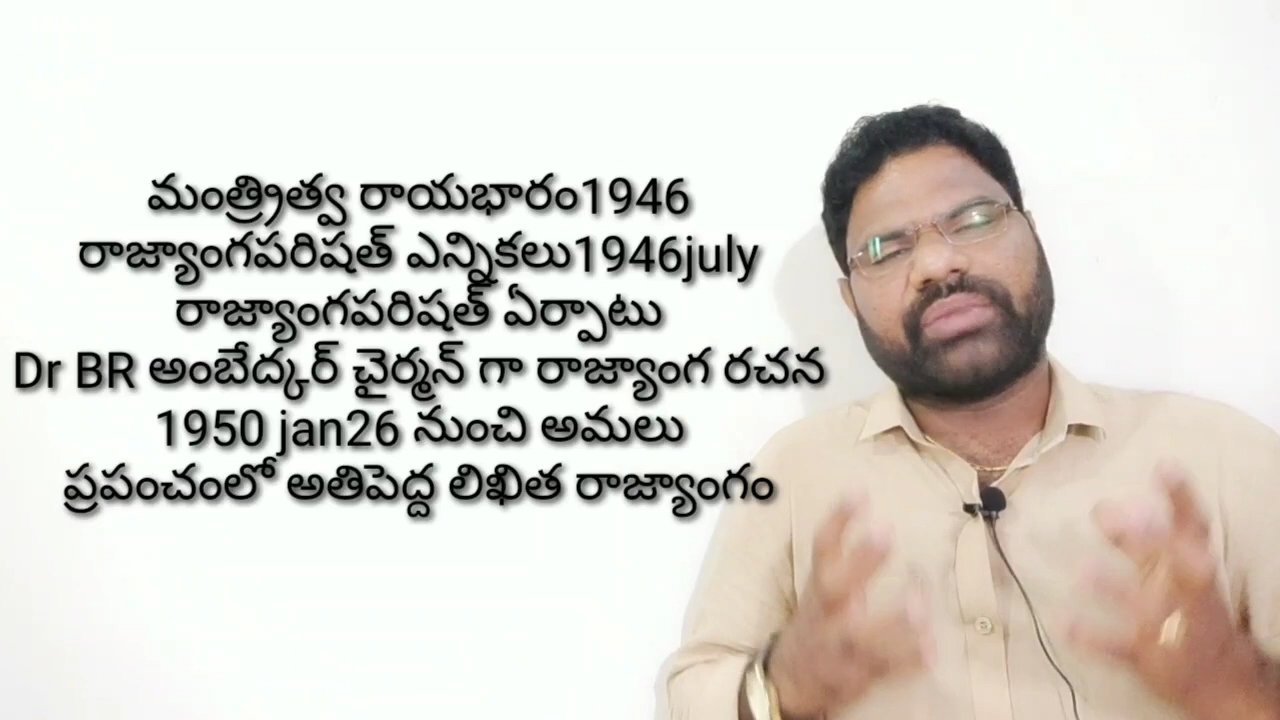 మంత్ర్రిత్వ రాయభారం1946
రాజ్యాంగపరిషత్ ఎన్నికలు1946july
రాజ్యాంగపరిషత్ ఏర్పాటు
Dr BR అంబేద్కర్ చైర్మన్ గా రాజ్యాంగ రచన
1950 jan26 నుంచి అమలు
ప్రపంచంలో అతిపెద్ద లిఖిత రాజ్యాంగం